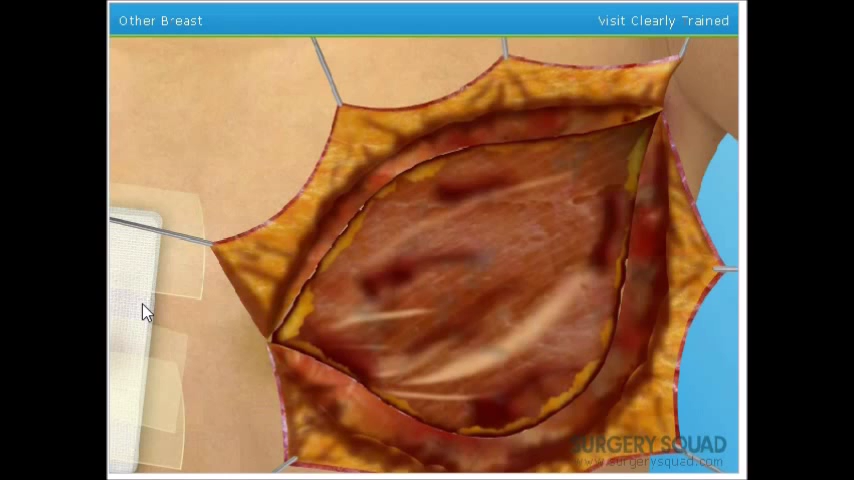 Other Breast
Visit Clearly Trained
SURGERY SQUAD
www.surgerysquad.com